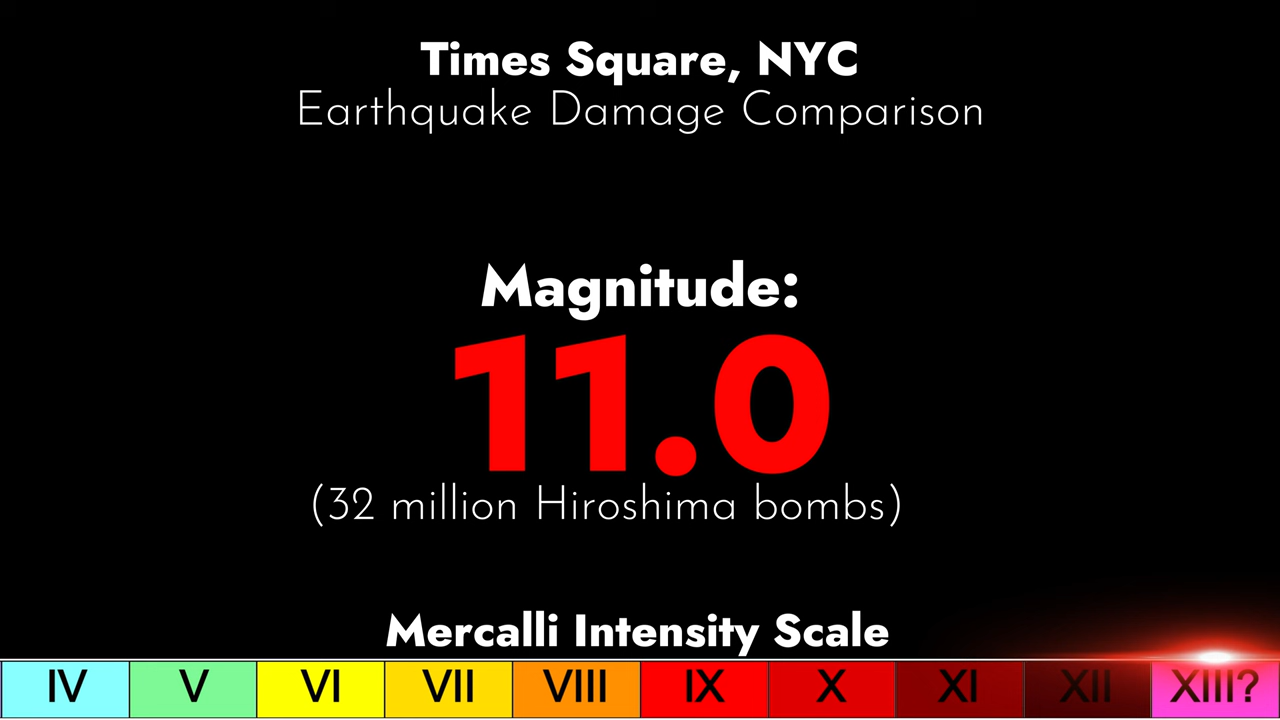 Times Square, NYC
Earthquake Damage Comparison
Magnitude:
11.0
(32 million Hiroshima bombs)
Mercalli Intensity Scale
IV V VI VII VIII IX X XI XII XIII?